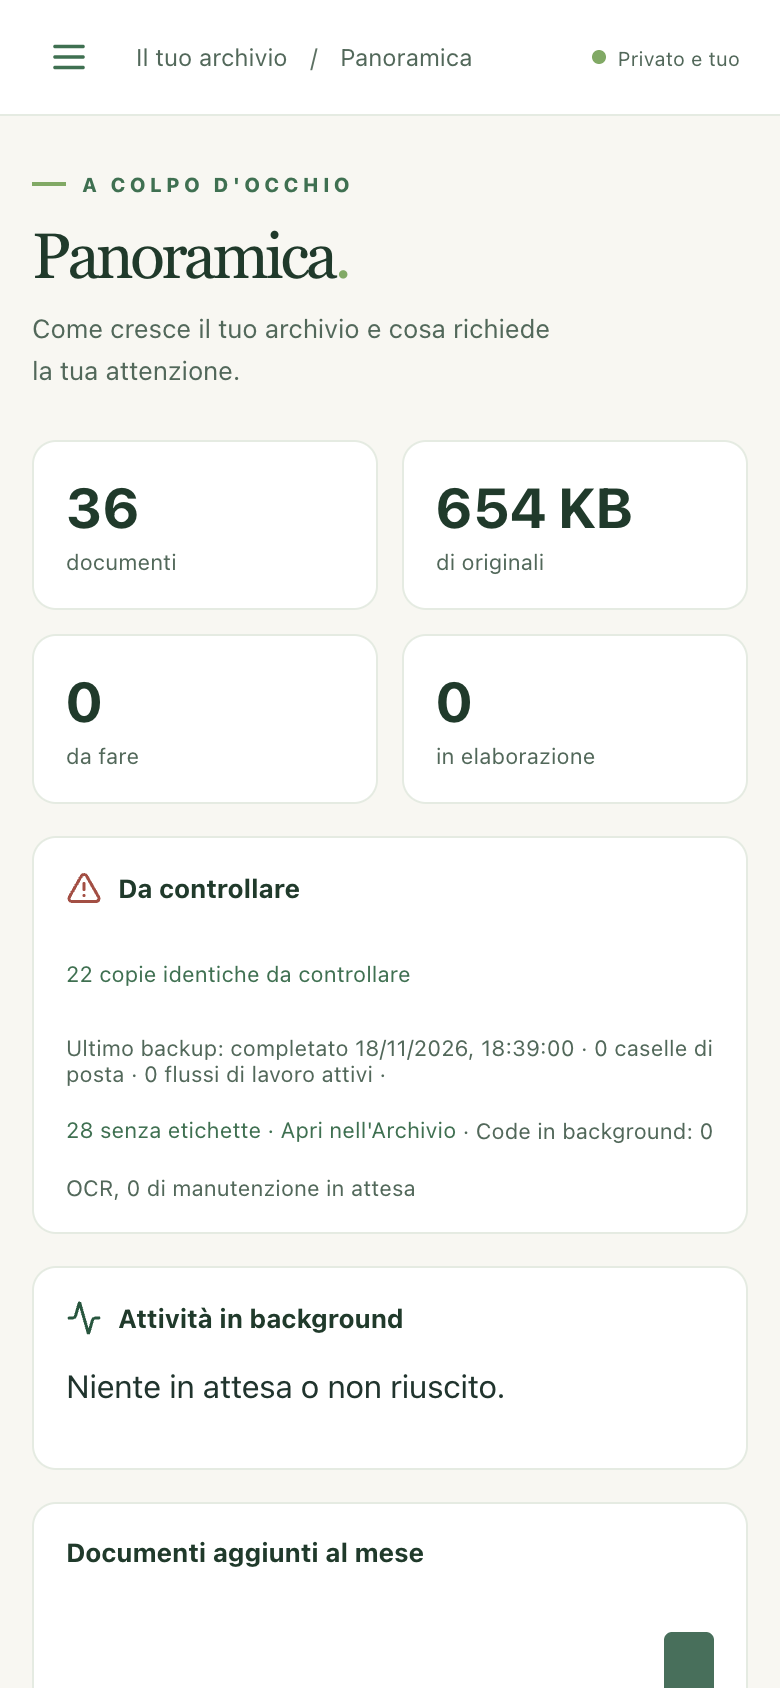 Il tuo archivio / Panoramica
Privato e tuo
A COLPO D'OCCHIO
Panoramica.
Come cresce il tuo archivio e cosa richiede
la tua attenzione.
36
documenti
654 KB
di originali
0
da fare
0
in elaborazione
Da controllare
22 copie identiche da controllare
Ultimo backup: completato 18/11/2026, 18:39:00 · 0 caselle di
posta · 0 flussi di lavoro attivi ·
28 senza etichette · Apri nell'Archivio · Code in background: 0
OCR, 0 di manutenzione in attesa
Attività in background
Niente in attesa o non riuscito.
Documenti aggiunti al mese